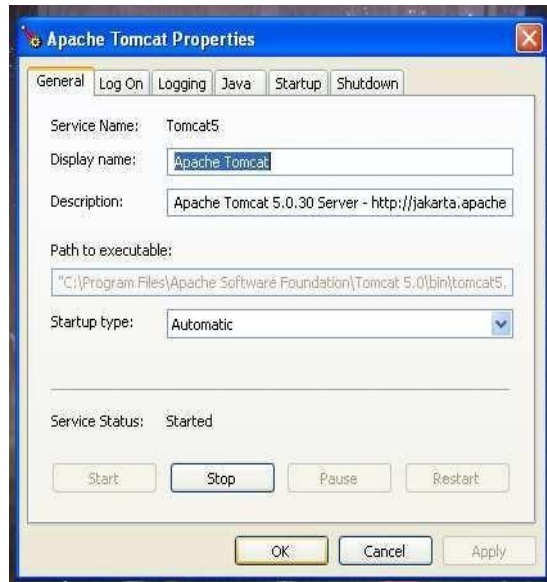 Apache Tomcat Properties
General Log On Logging Java Startup Shutdown
Service Name: Tomcat5
Display name: Apache Tomcat
Description: Apache Tomcat 5.0.30 Server - http://jakarta.apache
Path to executable:
"C:\Program Files\Apache Software Foundation\Tomcat 5.0\bin\tomcat5.
Startup type: Automatic
Service Status: Started
Start Stop Pause Restart
OK Cancel Apply